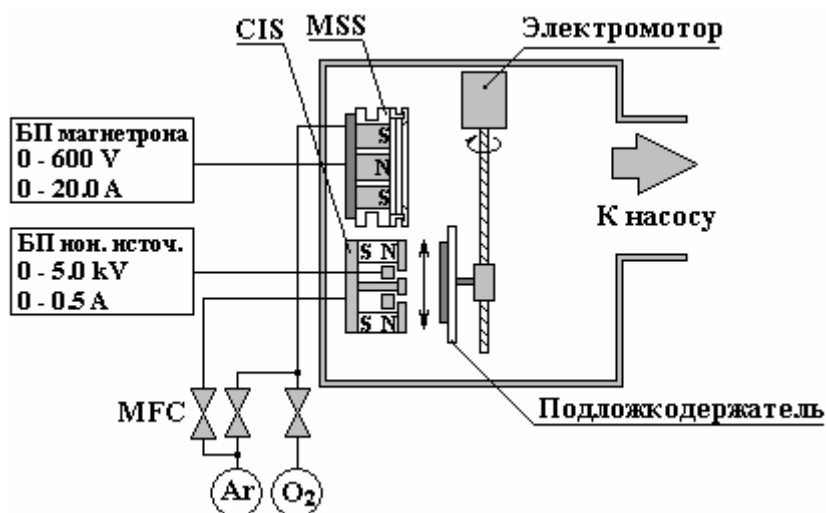 CIS
MSS
Электромотор
БП магнетрона
0 - 600 V
0 - 20.0 A
S
N
S
К насосу
БП ион. источ.
0 - 5.0 kV
0 - 0.5 A
S N
S N
MFC
Подложкодержатель
Ar
O2